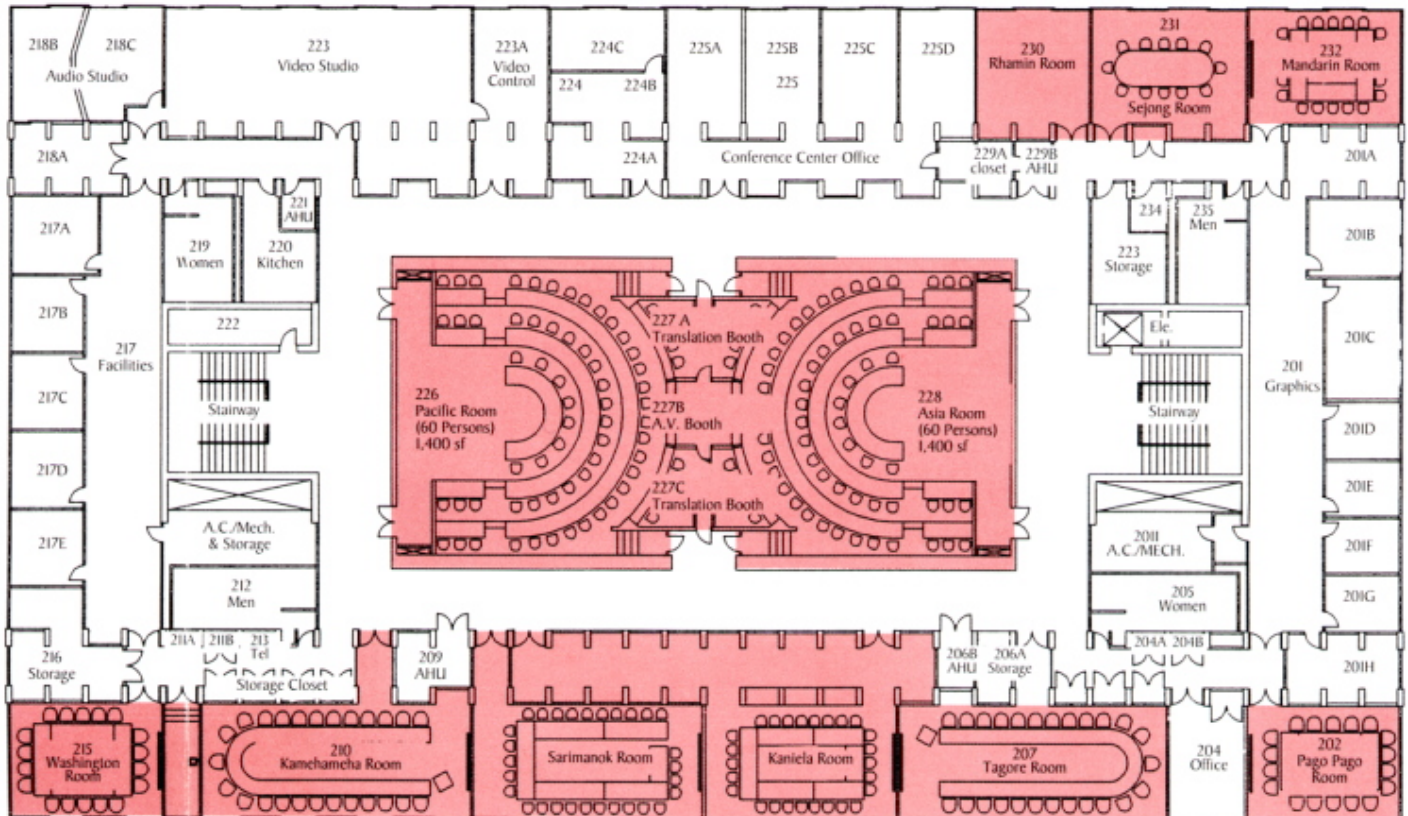 218B
218C
Audio Studio
223
Video Studio
223A
Video
Control
224C
224
224B
224A
225A
225B
225
225C
225D
230
Rhamin Room
231
Sejong Room
232
Mandarin Room
218A
Conference Center Office
229A
closet
229B
AHU
201A
217A
221
AHU
219
Women
220
Kitchen
234
235
Men
223
Storage
201B
217B
222
227 A
Translation Booth
Ele.
201C
217
Facilities
217C
Stairway
226
Pacific Room
(60 Persons)
1,400 sf
227B
A.V. Booth
228
Asia Room
(60 Persons)
1,400 sf
Stairway
201
Graphics
201D
217D
227C
Translation Booth
201E
217E
A.C./Mech.
& Storage
2011
A.C./MECH.
201F
212
Men
205
Women
201G
216
Storage
211A
211B
213
Tel
Storage Closet
209
AHU
206B
AHU
206A
Storage
204A
204B
201H
215
Washington
Room
210
Kamehameha Room
Sarimanok Room
Kaniela Room
207
Tagore Room
204
Office
202
Pago Pago
Room